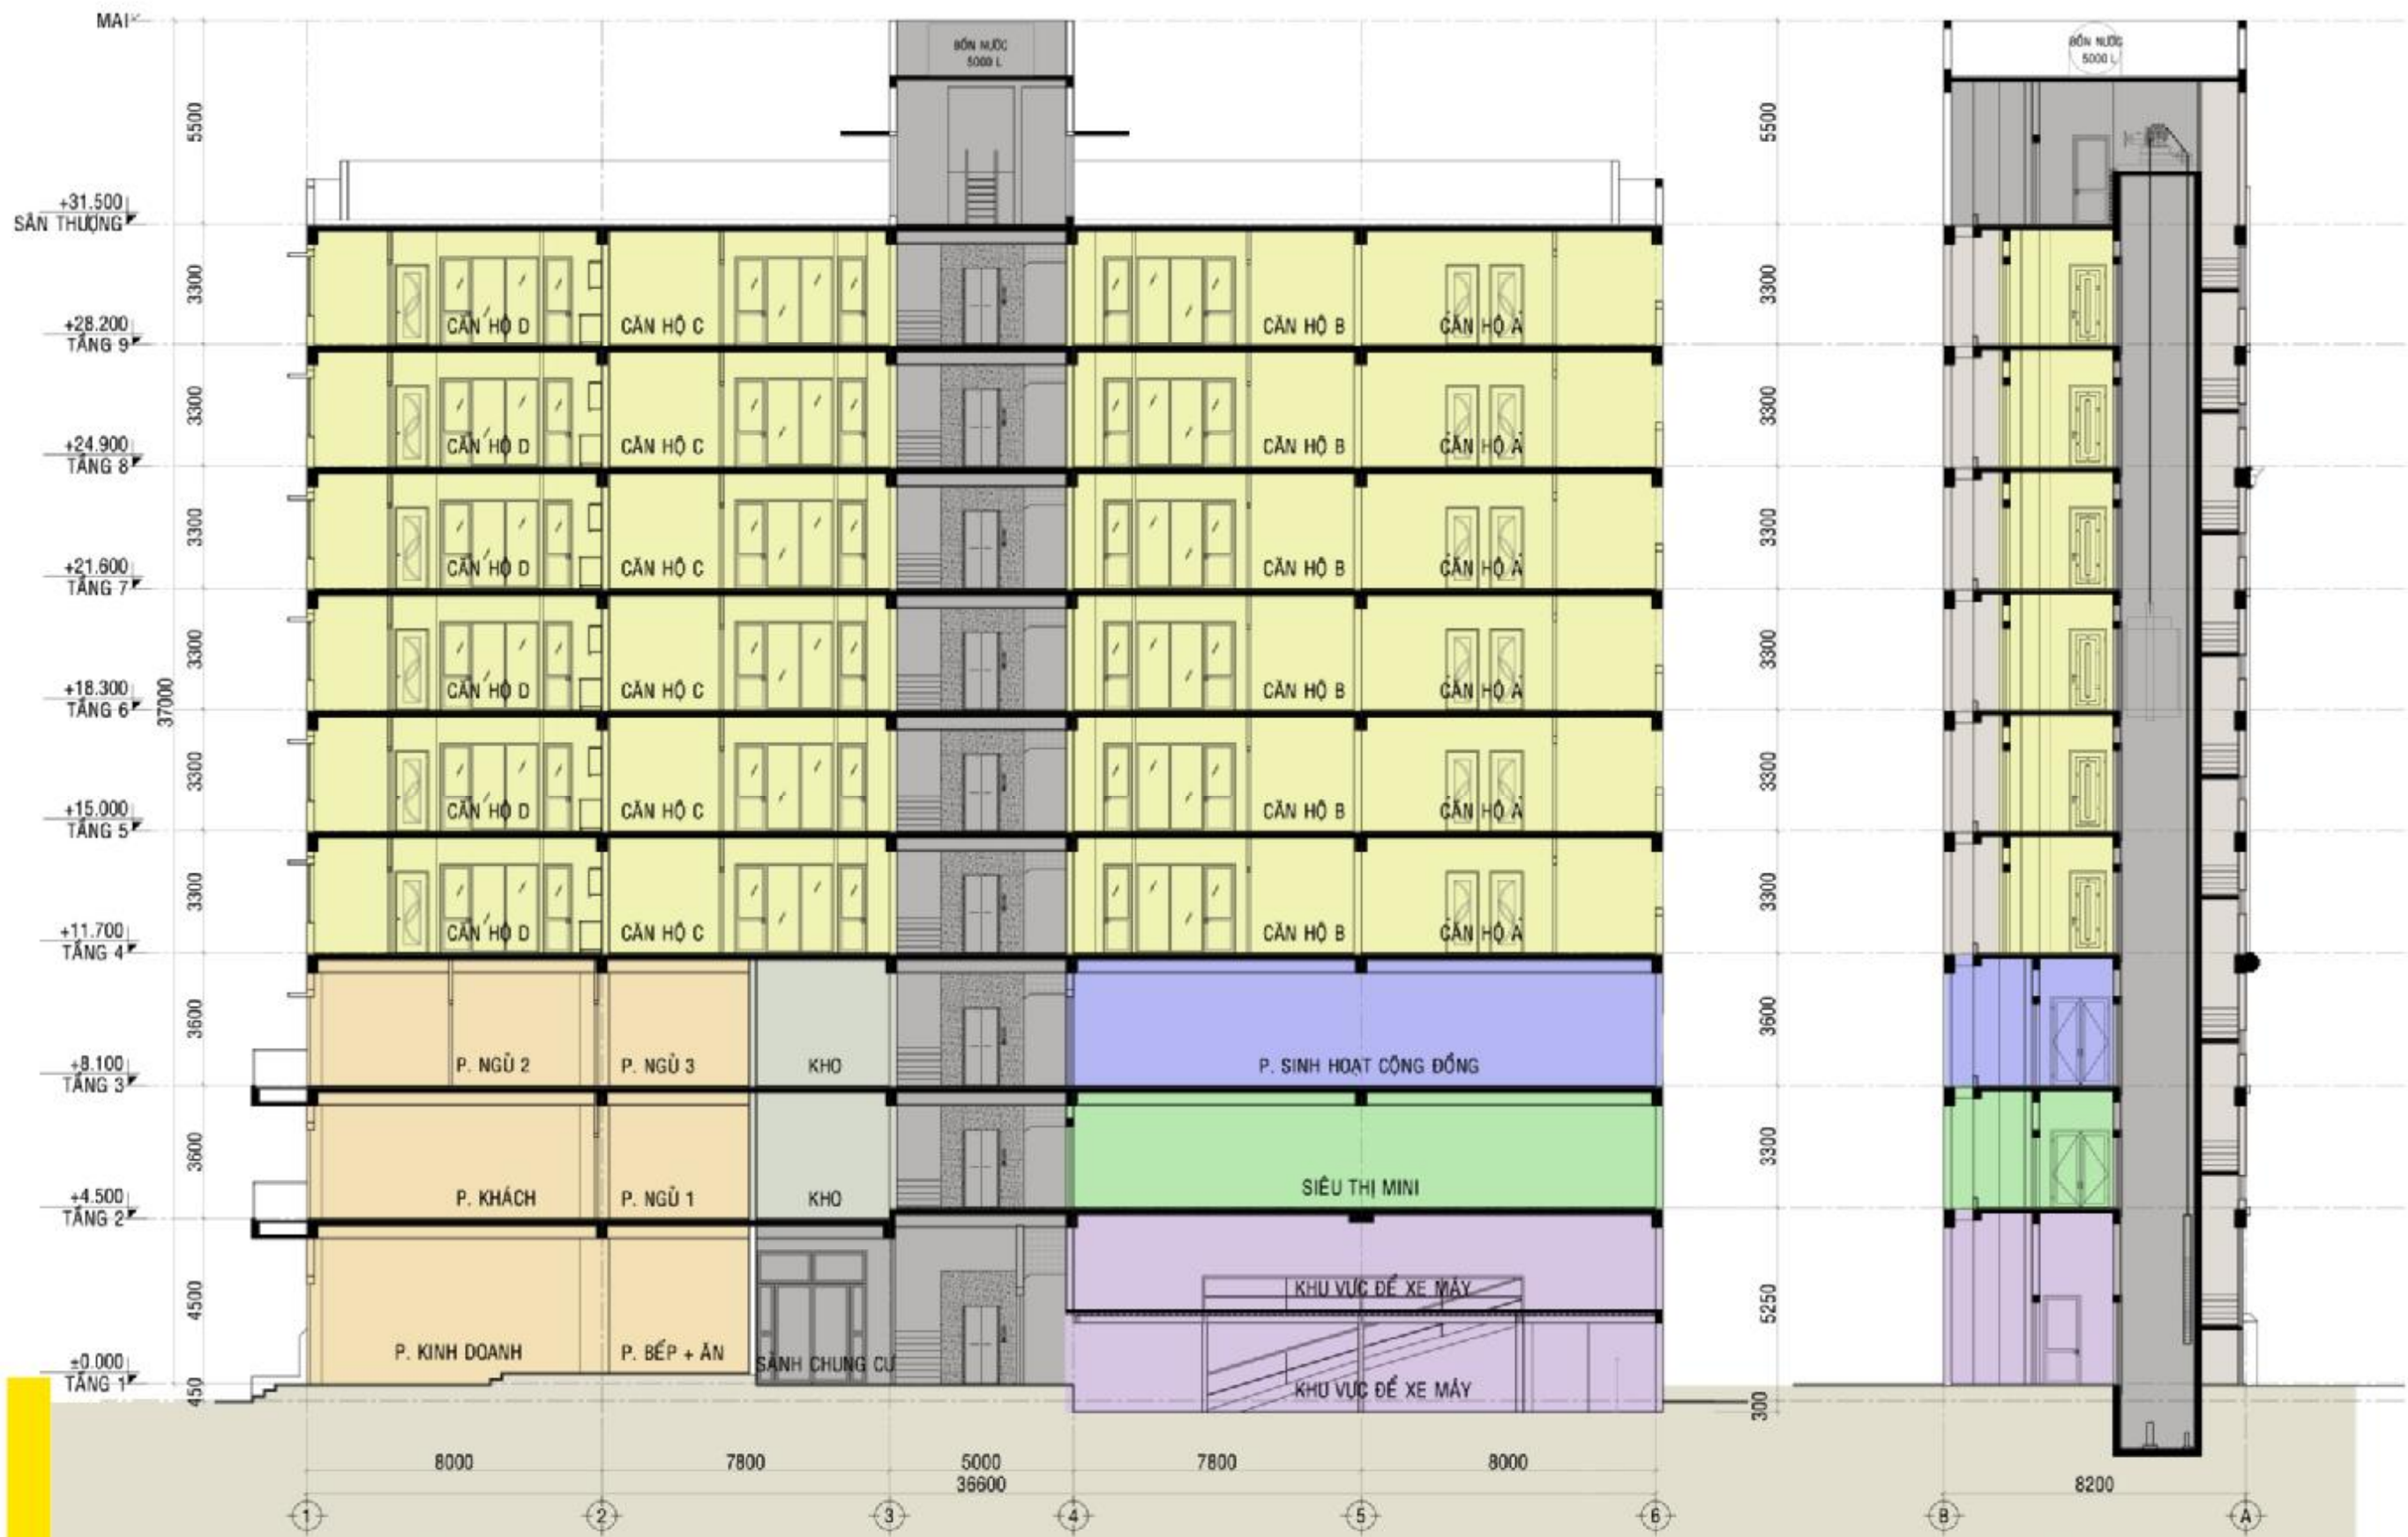 MAI
BỒN NƯỚC
5000 L
BỒN NƯỚC
5000 L
5500
5500
+31.500
SÂN THƯỢNG
3300
3300
CĂN HỘ D
CĂN HỘ C
CĂN HỘ B
CĂN HỘ A
+28.200
TẦNG 9
3300
3300
CĂN HỘ D
CĂN HỘ C
CĂN HỘ B
CĂN HỘ A
+24.900
TẦNG 8
3300
3300
CĂN HỘ D
CĂN HỘ C
CĂN HỘ B
CĂN HỘ A
+21.600
TẦNG 7
3300
3300
CĂN HỘ D
CĂN HỘ C
CĂN HỘ B
CĂN HỘ A
+18.300
TẦNG 6
37000
3300
3300
CĂN HỘ D
CĂN HỘ C
CĂN HỘ B
CĂN HỘ A
+15.000
TẦNG 5
3300
3300
CĂN HỘ D
CĂN HỘ C
CĂN HỘ B
CĂN HỘ A
+11.700
TẦNG 4
3600
3600
P. NGỦ 2
P. NGỦ 3
KHO
P. SINH HOẠT CỘNG ĐỒNG
+8.100
TẦNG 3
3600
3300
P. KHÁCH
P. NGỦ 1
KHO
SIÊU THỊ MINI
+4.500
TẦNG 2
4500
5250
KHU VỰC ĐỂ XE MÁY
P. KINH DOANH
P. BẾP + ĂN
SẢNH CHUNG CƯ
±0.000
TẦNG 1
KHU VỰC ĐỂ XE MÁY
450
300
8000
7800
5000
7800
8000
36600
8200
1
2
3
4
5
6
B
A